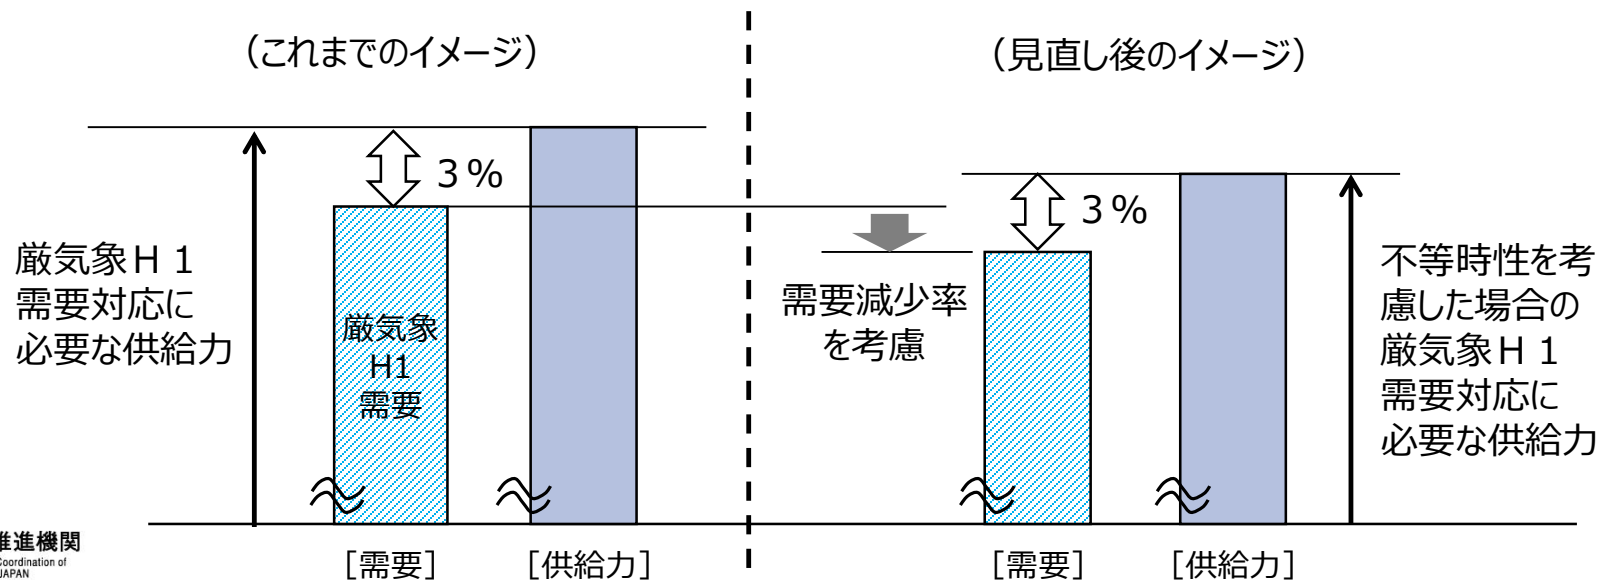 （これまでのイメージ）
（見直し後のイメージ）
３%
３%
厳気象Ｈ１
需要対応に
必要な供給力
厳気象
H1
需要
需要減少率
を考慮
不等時性を考
慮した場合の
厳気象Ｈ１
需要対応に
必要な供給力
［需要］
［供給力］
［需要］
［供給力］
推進機関
Coordination of
JAPAN